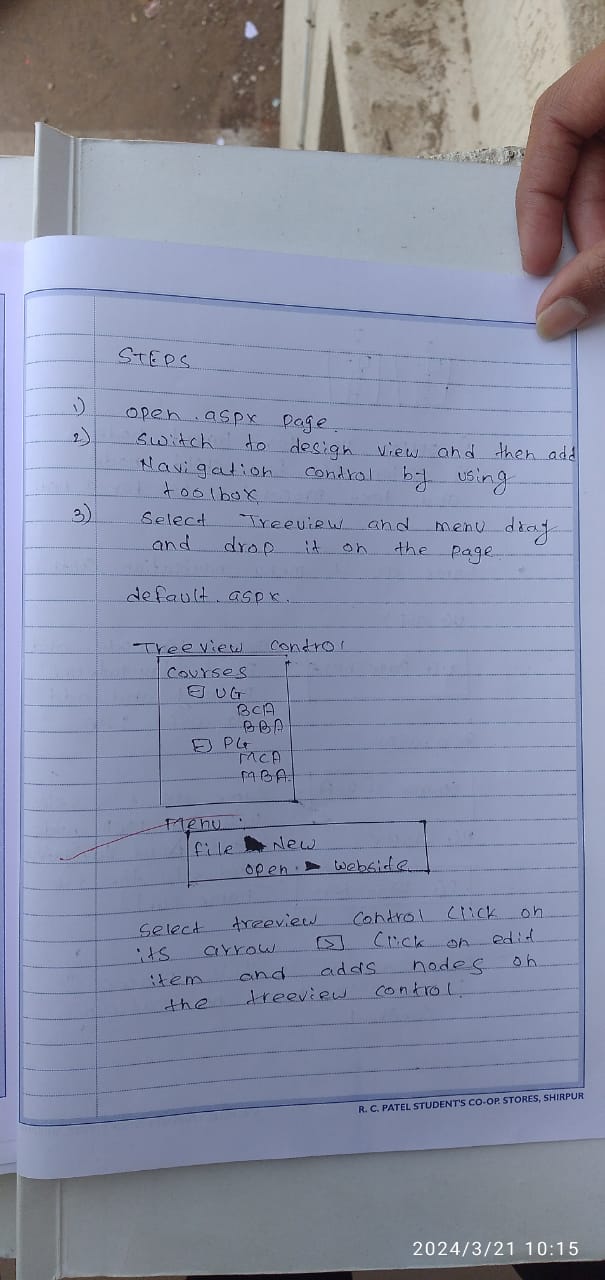 STEPS
1) open .aspx page.
2) switch to design view and then add
Navigation control by using
toolbox
3) Select Treeview and menu drag
and drop it on the page
default.aspx.
Treeview control
Courses
UG
BCA
BBA
PG
MCA
MBA
Menu:
file New
open. website
Select treeview control click on
its arrow click on edit
item and adds nodes on
the treeview control.
R. C. PATEL STUDENT'S CO-OP. STORES, SHIRPUR
2024/3/21 10:15